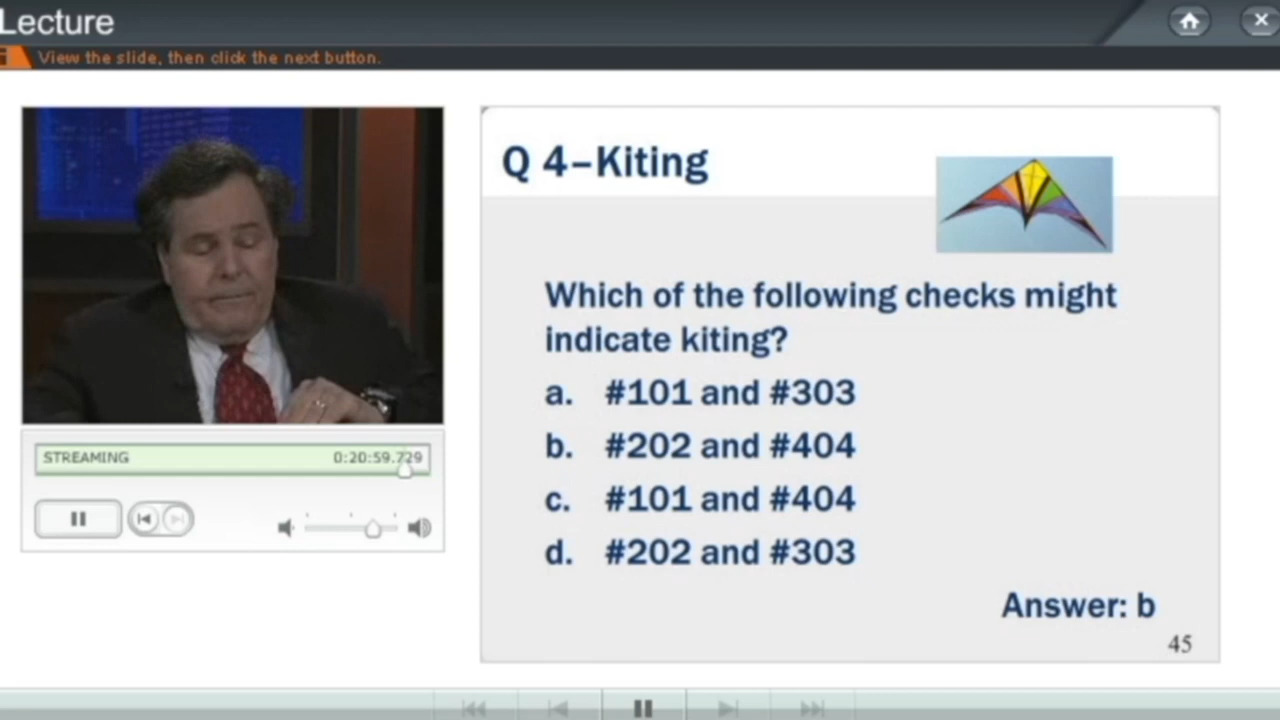 Lecture
View the slide, then click the next button.
Q 4–Kiting
Which of the following checks might
indicate kiting?
a. #101 and #303
b. #202 and #404
c. #101 and #404
d. #202 and #303
Answer: b
45
STREAMING 0:20:59.729